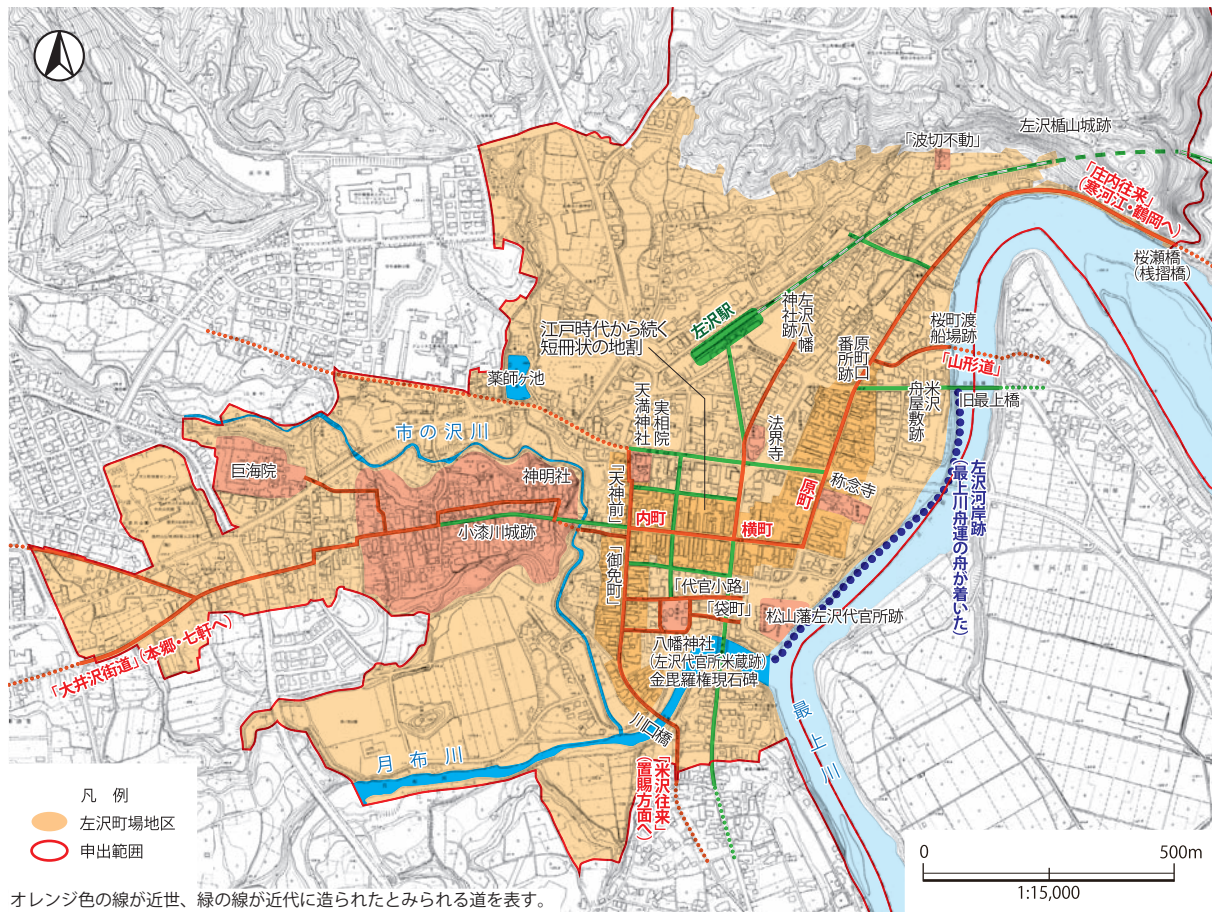 左沢楯山城跡
「波切不動」
「庄内往来」
(寒河江・鶴岡へ)
桜瀬橋
(桟摺橋)
左沢駅
左沢八幡
神社跡
江戸時代から続く
短冊状の地割
原町口
番所跡
桜町渡
船場跡
「山形道」
薬師ヶ池
米沢
舟屋敷跡
「旧最上橋
天満神社
実相院
法界寺
市の沢川
巨海院
神明社
「天神前」
称念寺
原町
内町
横町
小漆川城跡
左沢河岸跡
(最上川舟運の舟が着いた)
「御免町」
「代官小路」
「袋町」
松山藩左沢代官所跡
八幡神社
(左沢代官所米蔵跡)
金毘羅権現石碑
「大井沢街道」(本郷・七軒へ)
川口橋
月布川
最上川
「米沢往来」
(置賜方面へ)
凡 例
左沢町場地区
申出範囲
0 500m
1:15,000
オレンジ色の線が近世、緑の線が近代に造られたとみられる道を表す。